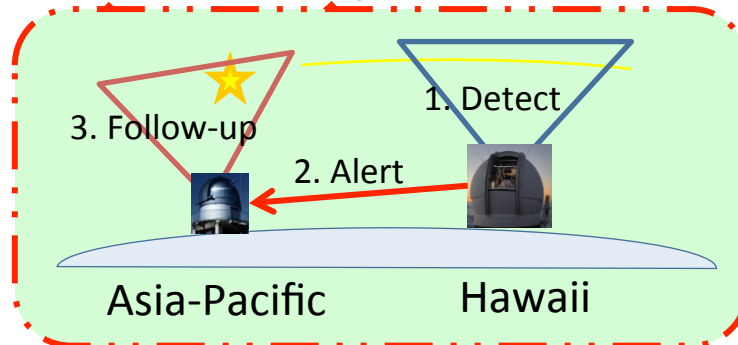 1. Detect
3. Follow-up
2. Alert
Asia-Pacific
Hawaii